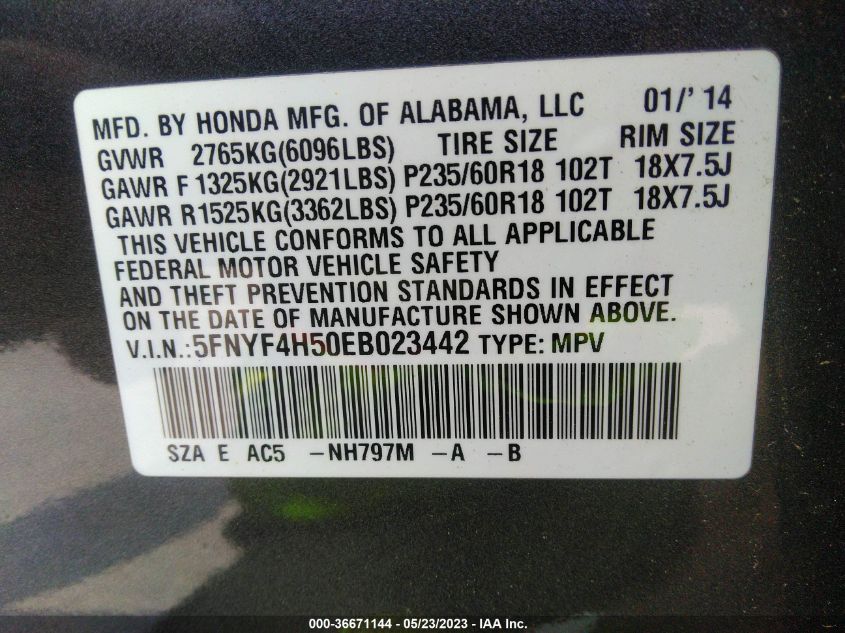 MFD. BY HONDA MFG. OF ALABAMA, LLC 01/' 14
GVWR 2765KG(6096LBS) TIRE SIZE RIM SIZE
GAWR F 1325KG(2921LBS) P235/60R18 102T 18X7.5J
GAWR R1525KG(3362LBS) P235/60R18 102T 18X7.5J
THIS VEHICLE CONFORMS TO ALL APPLICABLE
FEDERAL MOTOR VEHICLE SAFETY
AND THEFT PREVENTION STANDARDS IN EFFECT
ON THE DATE OF MANUFACTURE SHOWN ABOVE.
V.I.N.:5FNYF4H50EB023442 TYPE: MPV
SZA E AC5 -NH797M -A -B
000-36671144 - 05/23/2023 - IAA Inc.